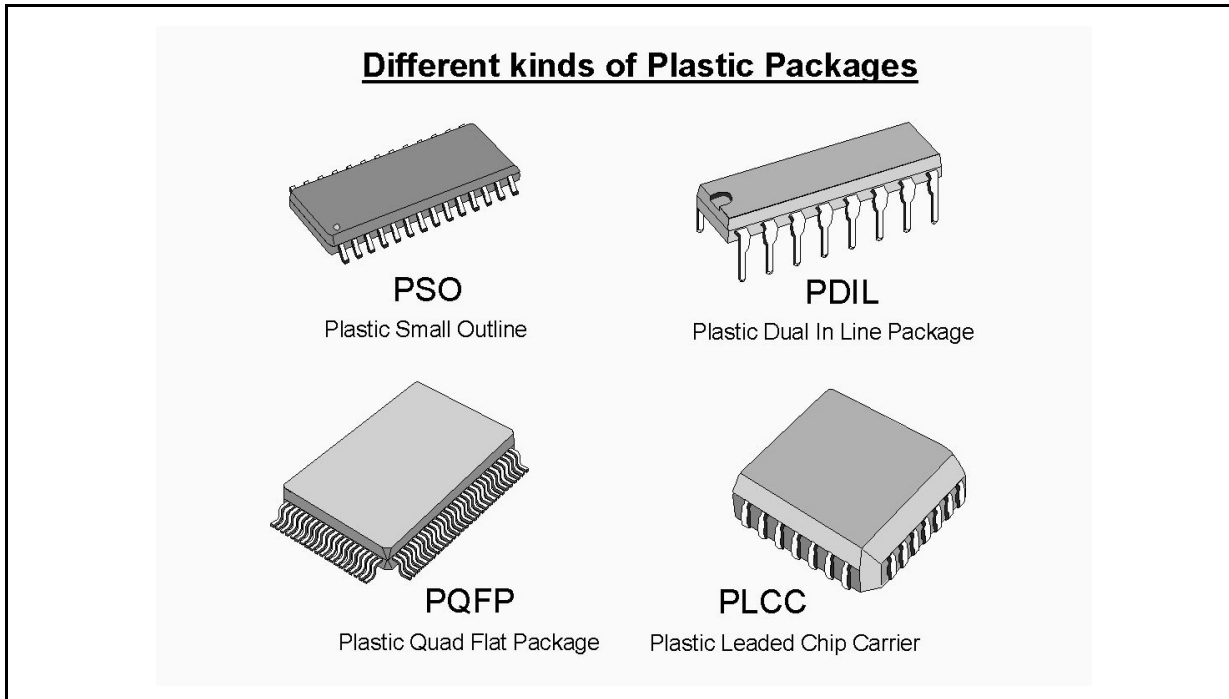 Different kinds of Plastic Packages
PSO
Plastic Small Outline
PDIL
Plastic Dual In Line Package
PQFP
Plastic Quad Flat Package
PLCC
Plastic Leaded Chip Carrier